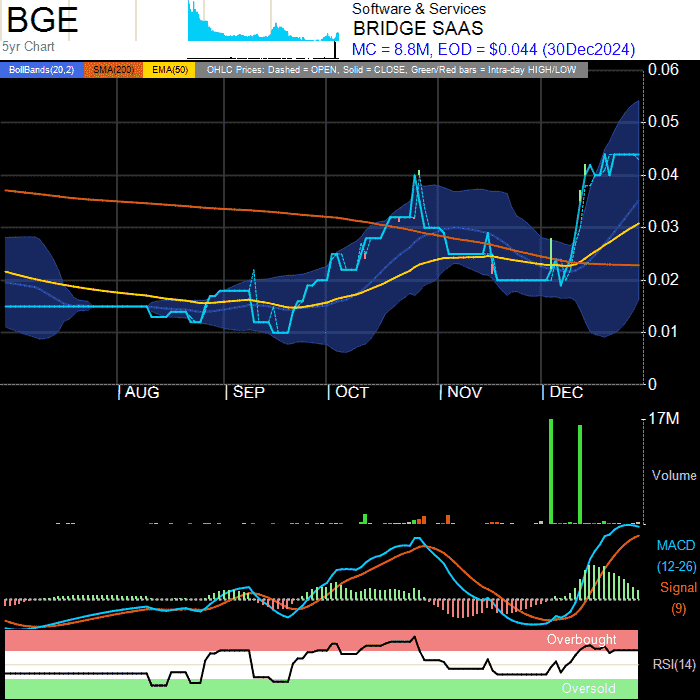 BGE
5yr Chart
Software & Services
BRIDGE SAAS
MC = 8.8M, EOD = $0.044 (30Dec2024)
BollBands(20,2) SMA(200) EMA(50) OHLC Prices: Dashed = OPEN, Solid = CLOSE, Green/Red bars = Intra-day HIGH/LOW
0.06
0.05
0.04
0.03
0.02
0.01
0
AUG SEP OCT NOV DEC
17M
Volume
MACD
(12-26)
Signal
(9)
Overbought
RSI(14)
Oversold